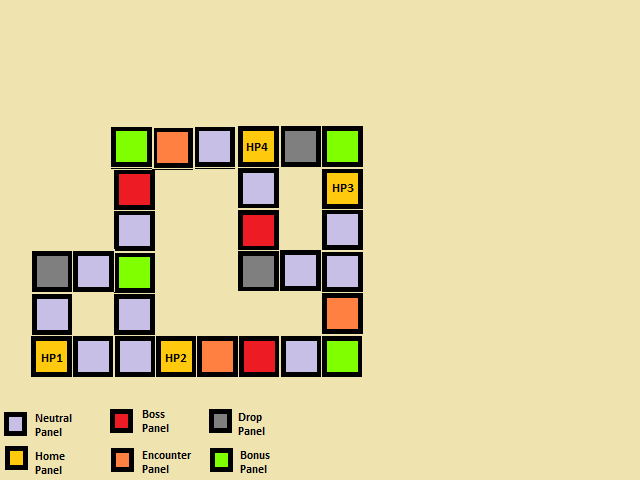 HP4
HP3
HP1
HP2
Neutral
Panel
Boss
Panel
Drop
Panel
Home
Panel
Encounter
Panel
Bonus
Panel